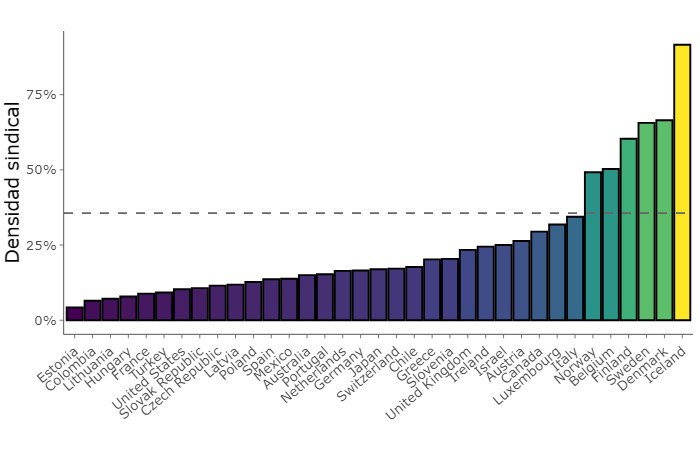 Densidad sindical
75%
50%
25%
0%
Estonia
Colombia
Lithuania
Hungary
France
Turkey
United States
Slovak Republic
Czech Republic
Latvia
Poland
Spain
Mexico
Australia
Portugal
Netherlands
Germany
Japan
Switzerland
Chile
Greece
Slovenia
United Kingdom
Ireland
Israel
Austria
Canada
Luxembourg
Italy
Norway
Belgium
Finland
Sweden
Denmark
Iceland